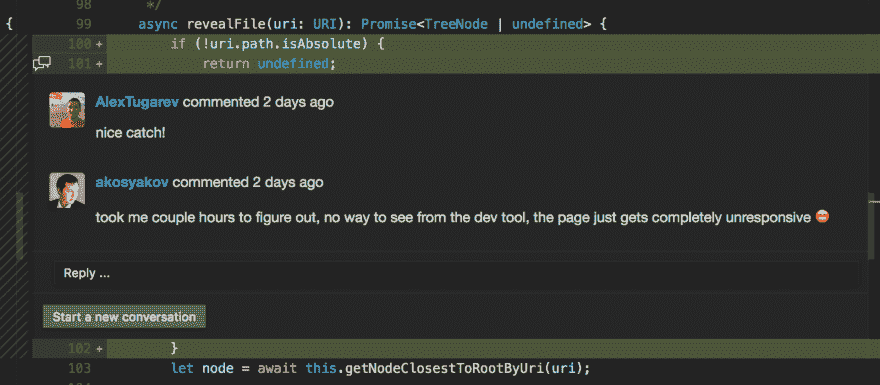 98 */
{ 99 async revealFile(uri: URI): Promise<TreeNode | undefined> {
100 + if (!uri.path.isAbsolute) {
101 + return undefined;
AlexTugarev commented 2 days ago
nice catch!
akosyakov commented 2 days ago
took me couple hours to figure out, no way to see from the dev tool, the page just gets completely unresponsive 😁
Reply ...
Start a new conversation
102 + }
103 let node = await this.getNodeClosestToRootByUri(uri);